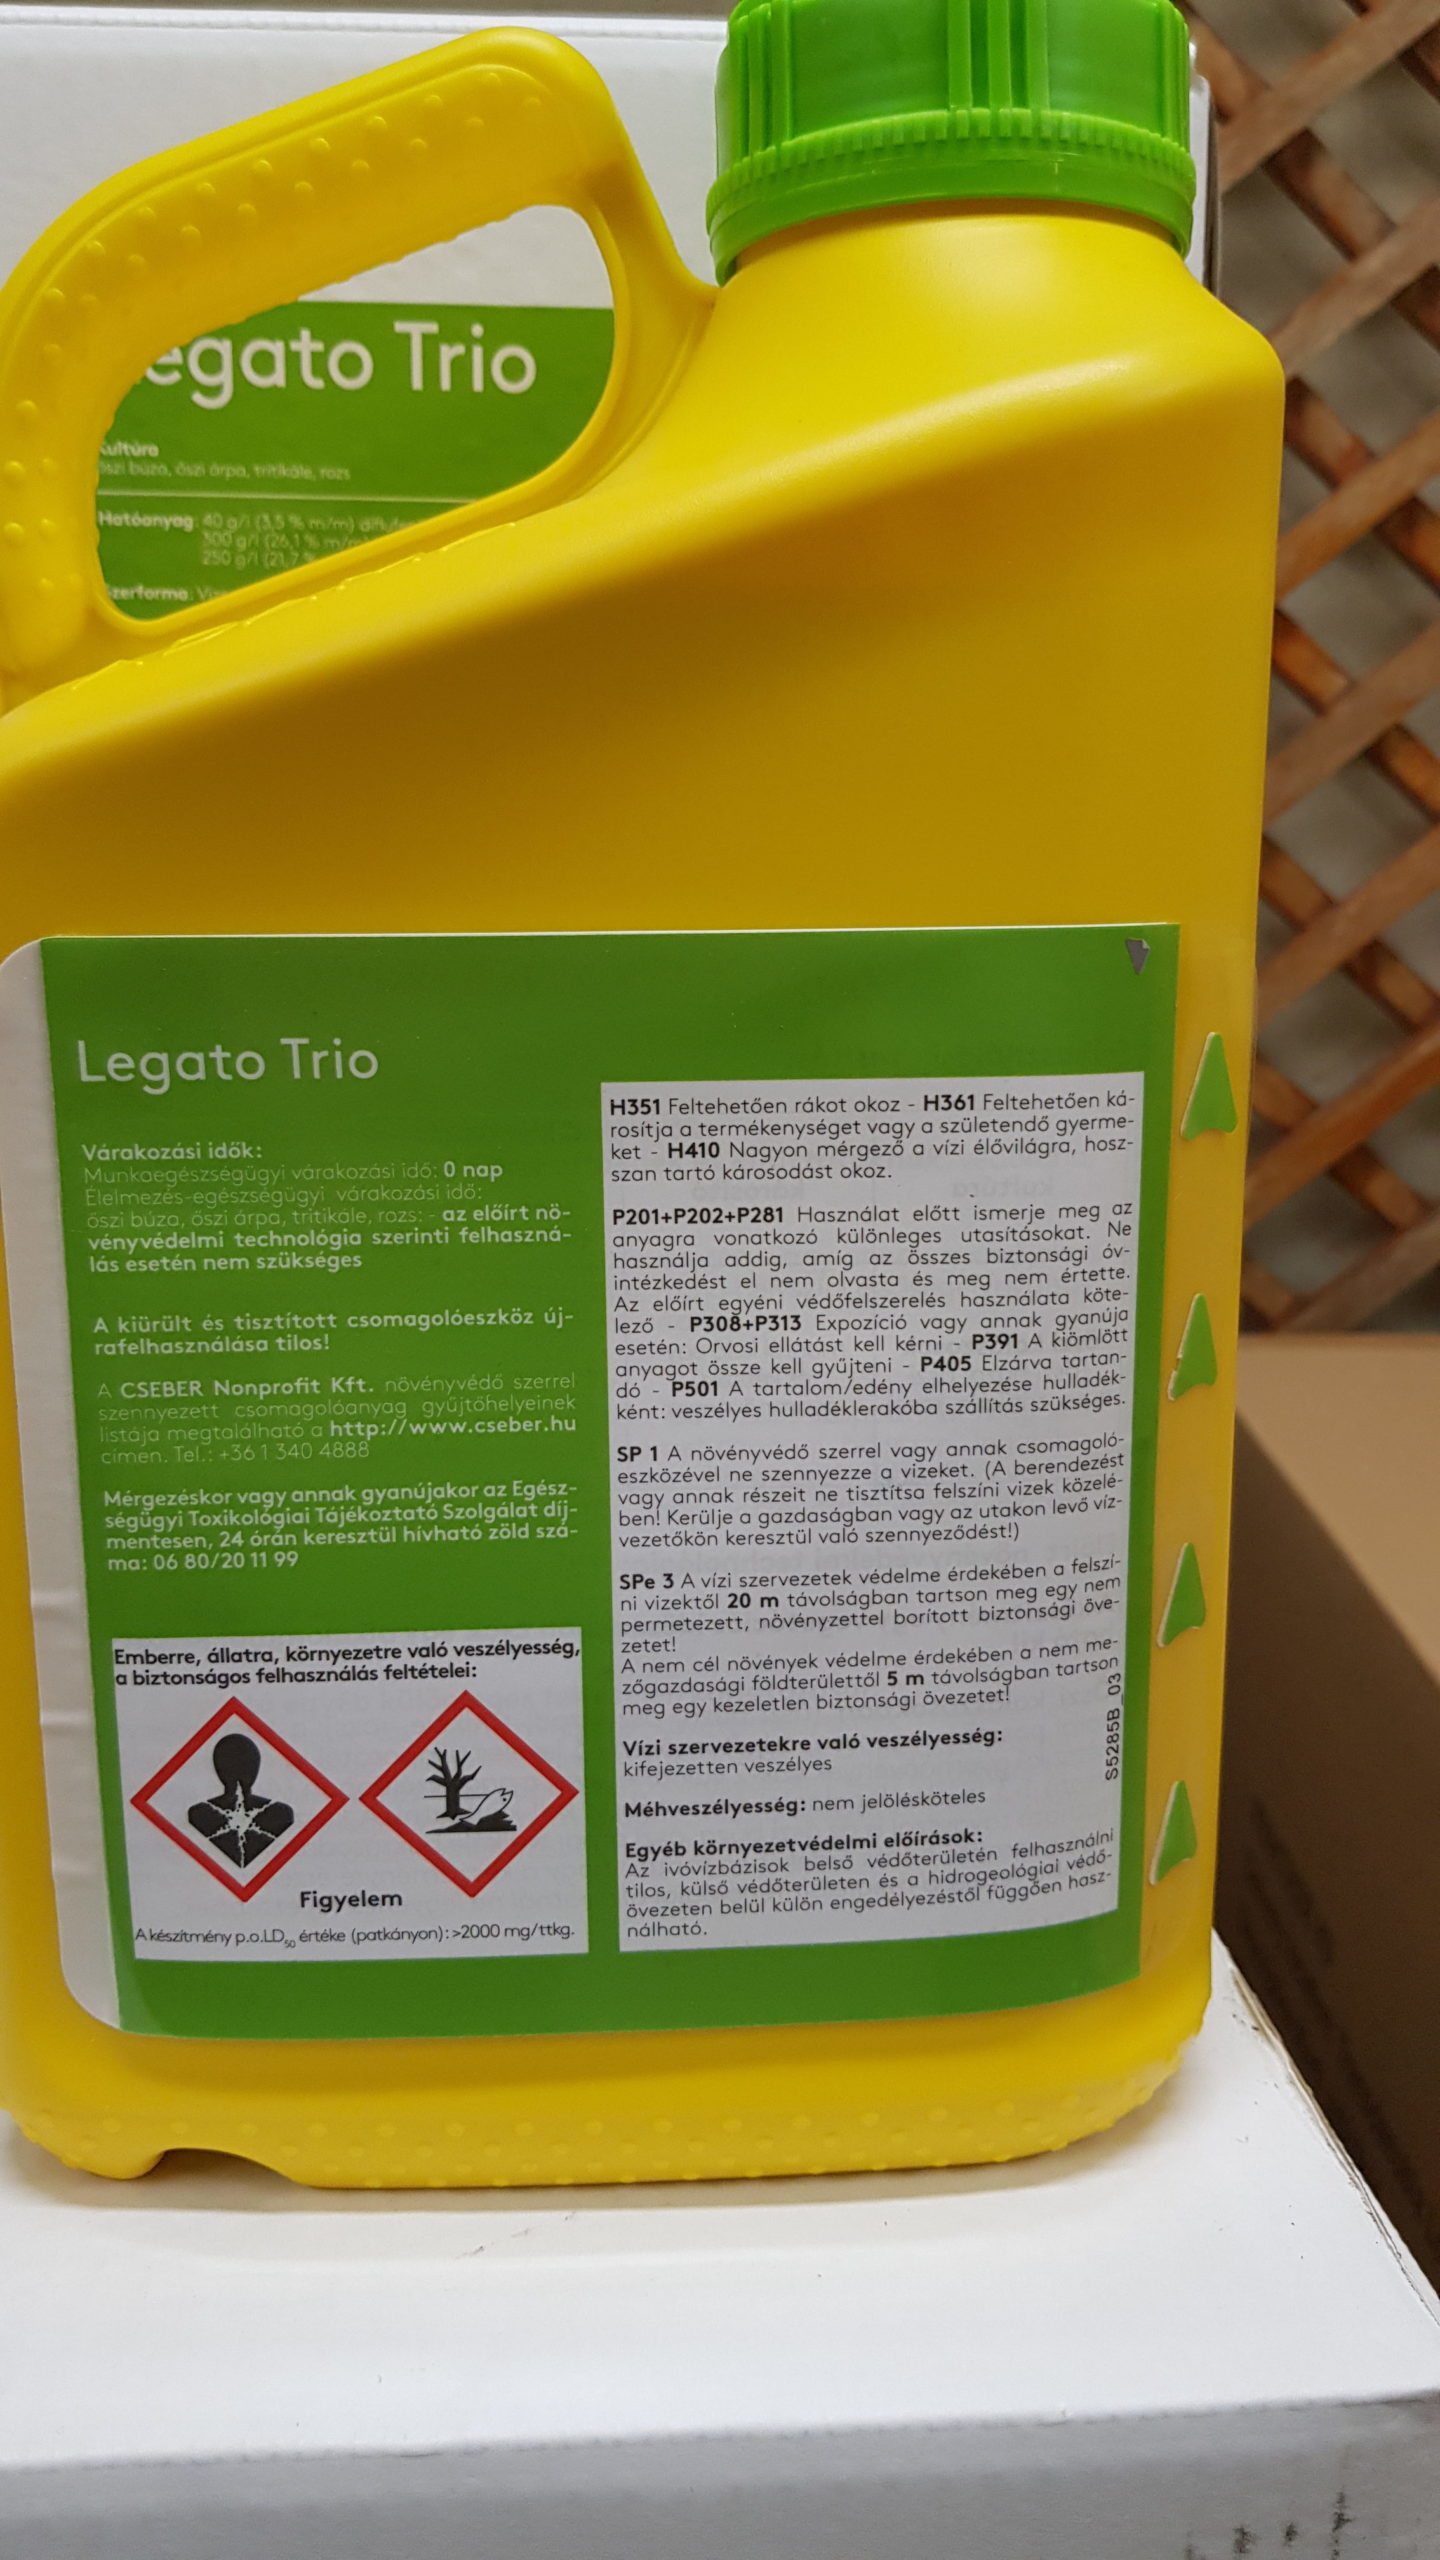 egato Trio
Kultúra
őszi búza, őszi árpa, tritikále, rozs
Hatóanyag: 40 g/l (3,5 % m/m)
500 g/l (26,1 %
250 g/l (21,7 %
zerforma:
Legato Trio
Várakozási idők:
Munkaegészségügyi várakozási idő: 0 nap
Élelmezés-egészségügyi várakozási idő:
őszi búza, őszi árpa, tritikále, rozs: - az előírt nö-
vényvédelmi technológia szerinti felhaszná-
lás esetén nem szükséges
A kiürült és tisztított csomagolóeszköz új-
rafelhasználása tilos!
A CSEBER Nonprofit Kft. növényvédő szerrel
szennyezett csomagolóanyag gyűjtőhelyeinek
listája megtalálható a http://www.cseber.hu
címen. Tel.: +36 1 340 4888
Mérgezéskor vagy annak gyanújakor az Egész-
ségügyi Toxikológiai Tájékoztató Szolgálat díj-
mentesen, 24 órán keresztül hívható zöld szá-
ma: 06 80/20 11 99
Emberre, állatra, környezetre való veszélyesség,
a biztonságos felhasználás feltételei:
Figyelem
A készítmény p.o.LD50 értéke (patkányon): >2000 mg/ttkg.
H351 Feltehetően rákot okoz - H361 Feltehetően ká-
rosítja a termékenységet vagy a születendő gyerme-
ket - H410 Nagyon mérgező a vízi élővilágra, hosz-
szan tartó károsodást okoz.
P201+P202+P281 Használat előtt ismerje meg az
anyagra vonatkozó különleges utasításokat. Ne
használja addig, amíg az összes biztonsági óv-
intézkedést el nem olvasta és meg nem értette.
Az előírt egyéni védőfelszerelés használata köte-
lező - P308+P313 Expozíció vagy annak gyanúja
esetén: Orvosi ellátást kell kérni - P391 A kiömlött
anyagot össze kell gyűjteni - P405 Elzárva tartan-
dó - P501 A tartalom/edény elhelyezése hulladék-
ként: veszélyes hulladéklerakóba szállítás szükséges.
SP 1 A növényvédő szerrel vagy annak csomagoló-
eszközével ne szennyezze a vizeket. (A berendezést
vagy annak részeit ne tisztítsa felszíni vizek közelé-
ben! Kerülje a gazdaságban vagy az utakon levő víz-
vezetőkön keresztül való szennyeződést!)
SPe 3 A vízi szervezetek védelme érdekében a felszí-
ni vizektől 20 m távolságban tartson meg egy nem
permetezett, növényzettel borított biztonsági öve-
zetet!
A nem cél növények védelme érdekében a nem me-
zőgazdasági földterülettől 5 m távolságban tartson
meg egy kezeletlen biztonsági övezetet!
Vízi szervezetekre való veszélyesség:
kifejezetten veszélyes
Méhveszélyesség: nem jelölésköteles
Egyéb környezetvédelmi előírások:
Az ivóvízbázisok belső védőterületén felhasználni
tilos, külső védőterületen és a hidrogeológiai védő-
övezeten belül külön engedélyezéstől függően hasz-
nálható.
S5285B_03